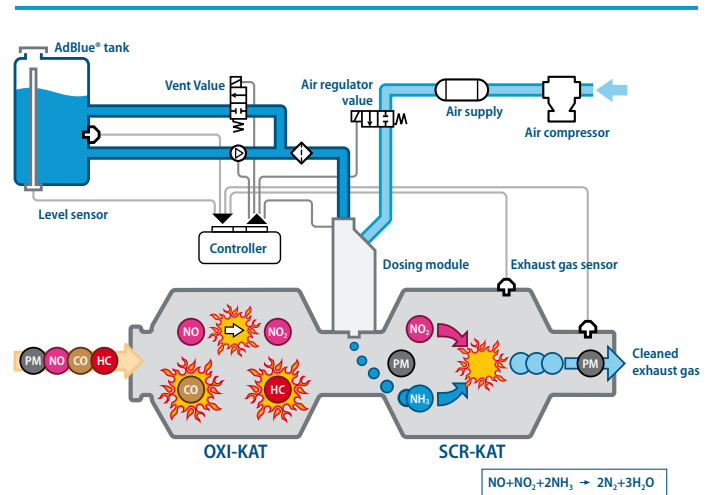 AdBlue® tank
Vent Value
Air regulator
value
Air supply
Air compressor
Level sensor
Controller
Dosing module
Exhaust gas sensor
NO
NO₂
NO₂
PM
NO
CO
HC
CO
HC
PM
NH₃
PM
Cleaned
exhaust gas
OXI-KAT
SCR-KAT
NO+NO₂+2NH₃ → 2N₂+3H₂O